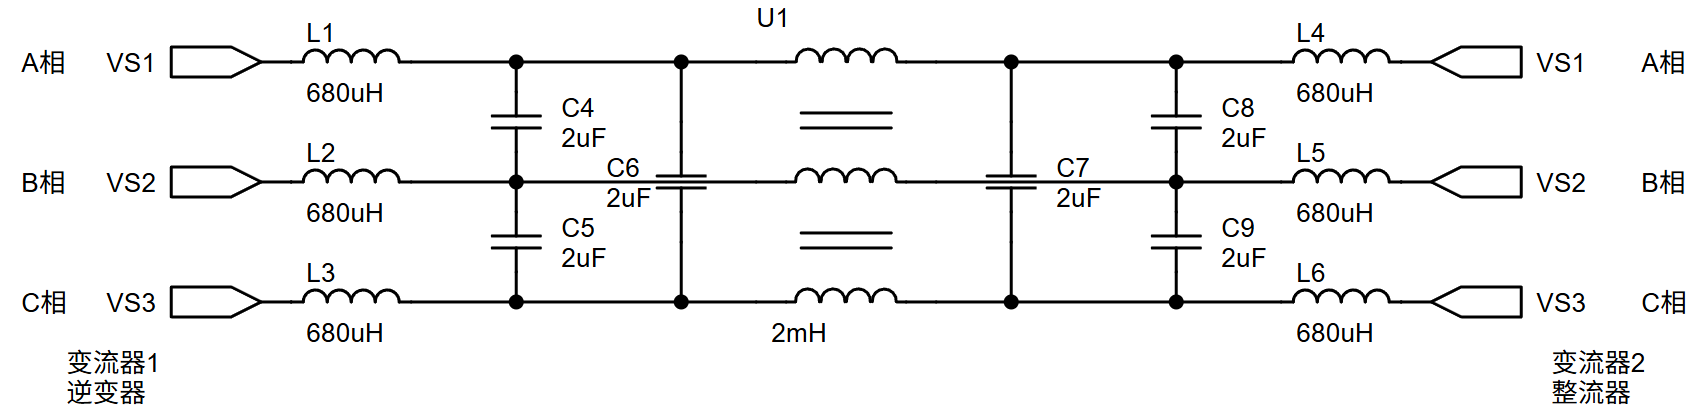 U1
L1
L4
A相
VS1
VS1
A相
680uH
680uH
C4
2uF
C8
2uF
L2
L5
C6
2uF
C7
2uF
B相
VS2
VS2
B相
680uH
680uH
C5
2uF
C9
2uF
L3
L6
C相
VS3
VS3
C相
680uH
2mH
680uH
变流器1
逆变器
变流器2
整流器